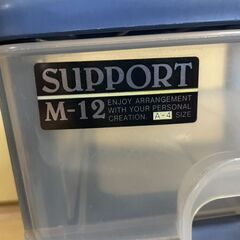 SUPPORT
M-12 ENJOY ARRANGEMENT
WITH YOUR PERSONAL
CREATION. A-4 SIZE